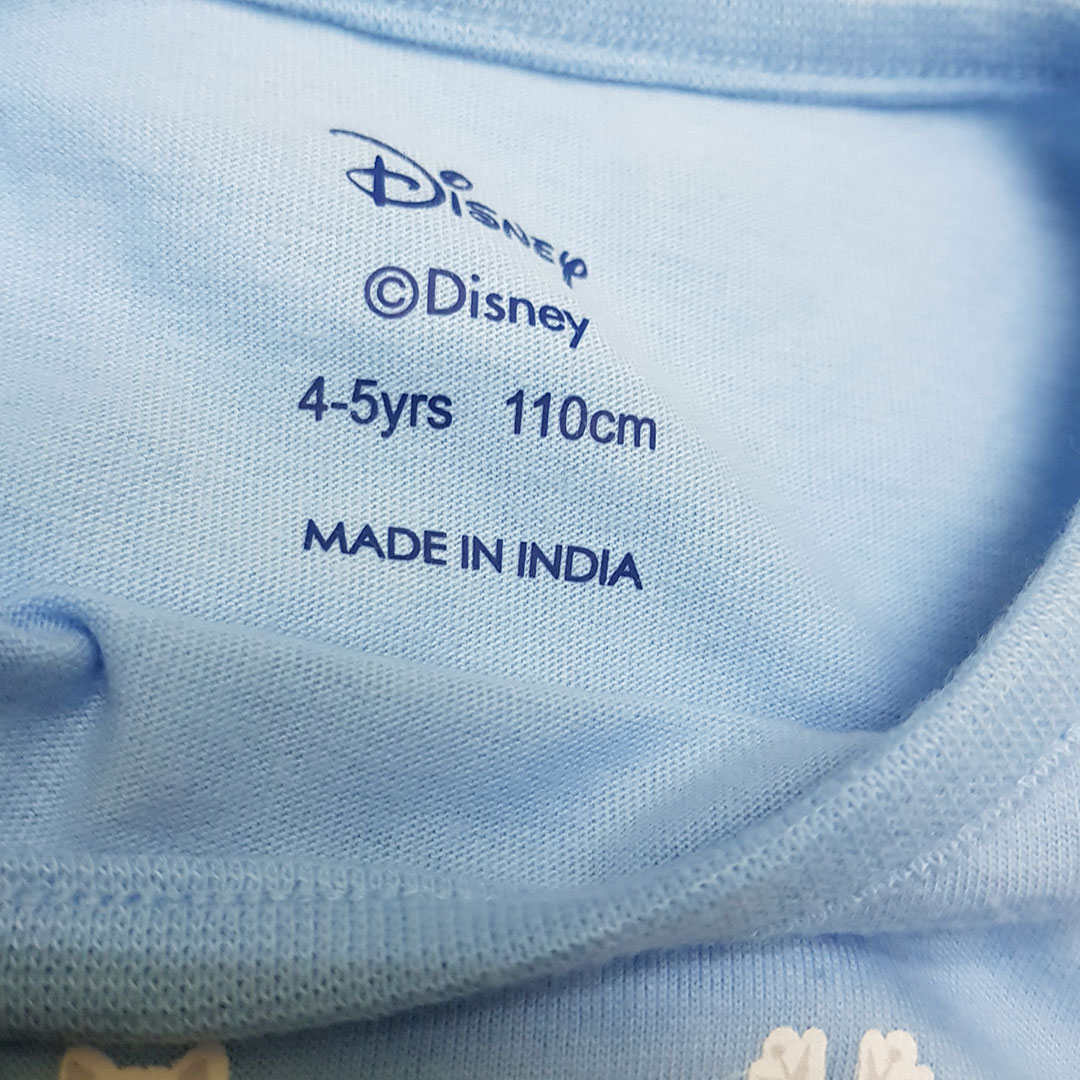 Disney
©Disney
4-5yrs 110cm
MADE IN INDIA